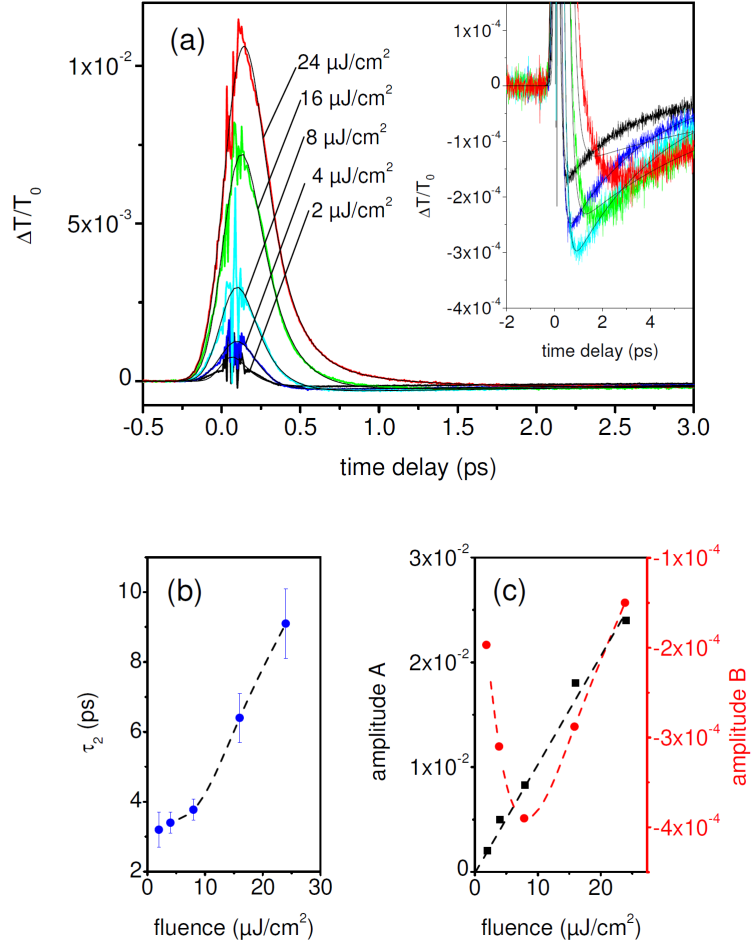 (a)
24 µJ/cm²
16 µJ/cm²
8 µJ/cm²
4 µJ/cm²
2 µJ/cm²
1x10⁻²
5x10⁻³
0
ΔT/T₀
-0.5 0.0 0.5 1.0 1.5 2.0 2.5 3.0
time delay (ps)
1x10⁻⁴
0
-1x10⁻⁴
-2x10⁻⁴
-3x10⁻⁴
-4x10⁻⁴
ΔT/T₀
-2 0 2 4
time delay (ps)
(b)
10
8
6
4
2
τ₂ (ps)
0 10 20 30
fluence (µJ/cm²)
(c)
3x10⁻²
2x10⁻²
1x10⁻²
0
amplitude A
-1x10⁻⁴
-2x10⁻⁴
-3x10⁻⁴
-4x10⁻⁴
amplitude B
0 10 20
fluence (µJ/cm²)